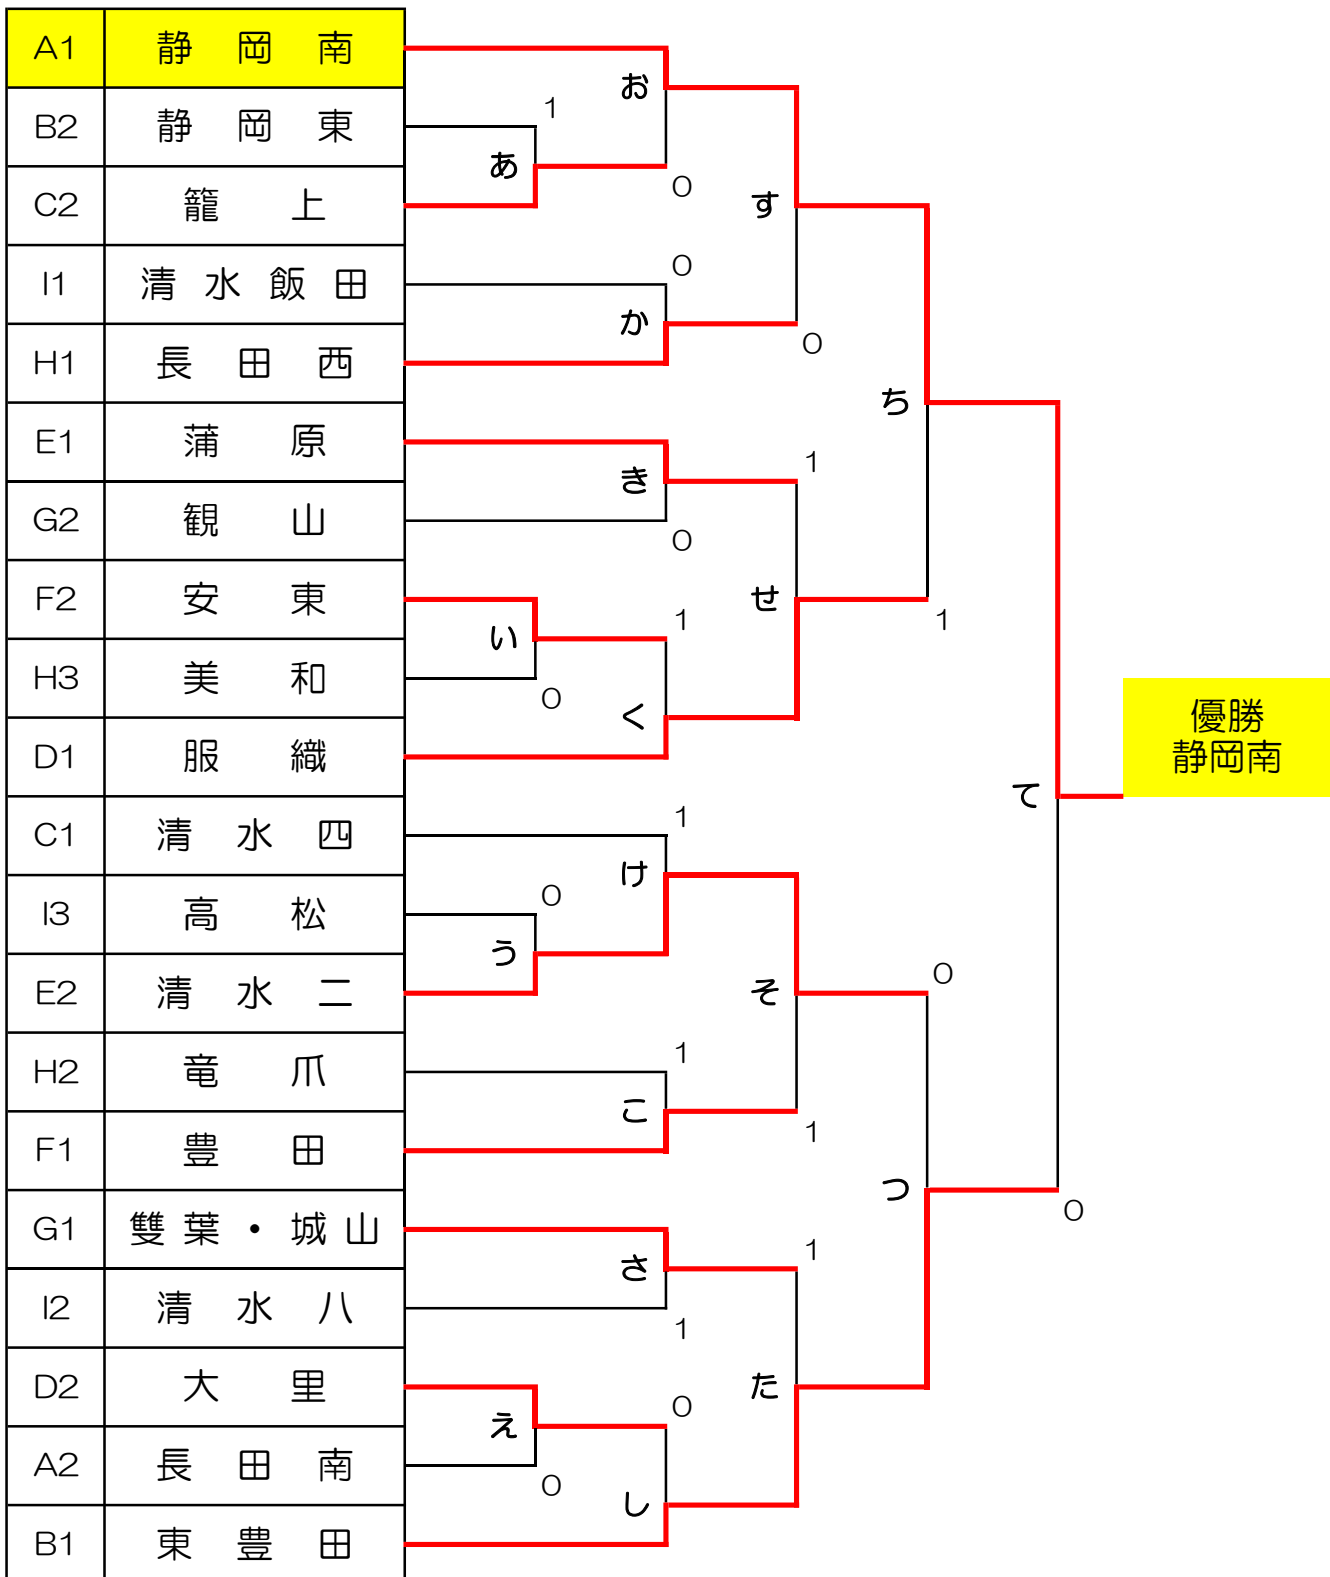 A1 静岡南
B2 静岡東
C2 籠上
I1 清水飯田
H1 長田西
E1 蒲原
G2 観山
F2 安東
H3 美和
D1 服織
C1 清水四
I3 高松
E2 清水二
H2 竜爪
F1 豊田
G1 雙葉・城山
I2 清水八
D2 大里
A2 長田南
B1 東豊田
1
あ
0
い
0
う
え
0
お
0
0
か
き
0
1
く
1
け
1
こ
さ
1
0
し
す
0
1
せ
そ
1
1
た
ち
1
0
つ
て
0
優勝
静岡南